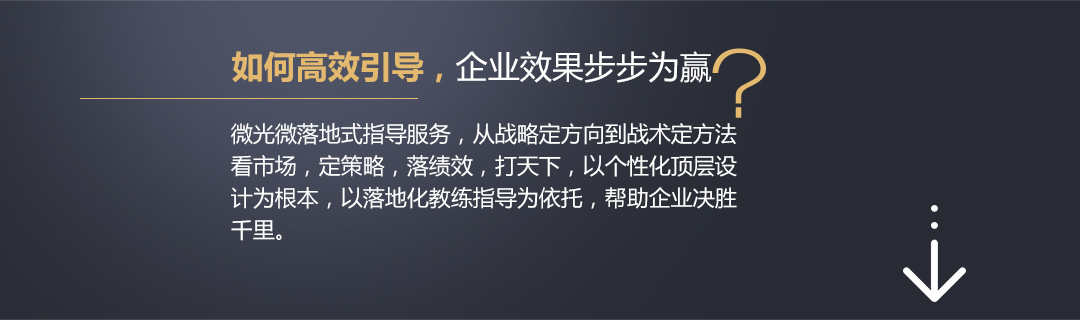 如何高效引导，企业效果步步为赢?
微光微落地式指导服务，从战略定方向到战术定方法
看市场，定策略，落绩效，打天下，以个性化顶层设
计为根本，以落地化教练指导为依托，帮助企业决胜
千里。